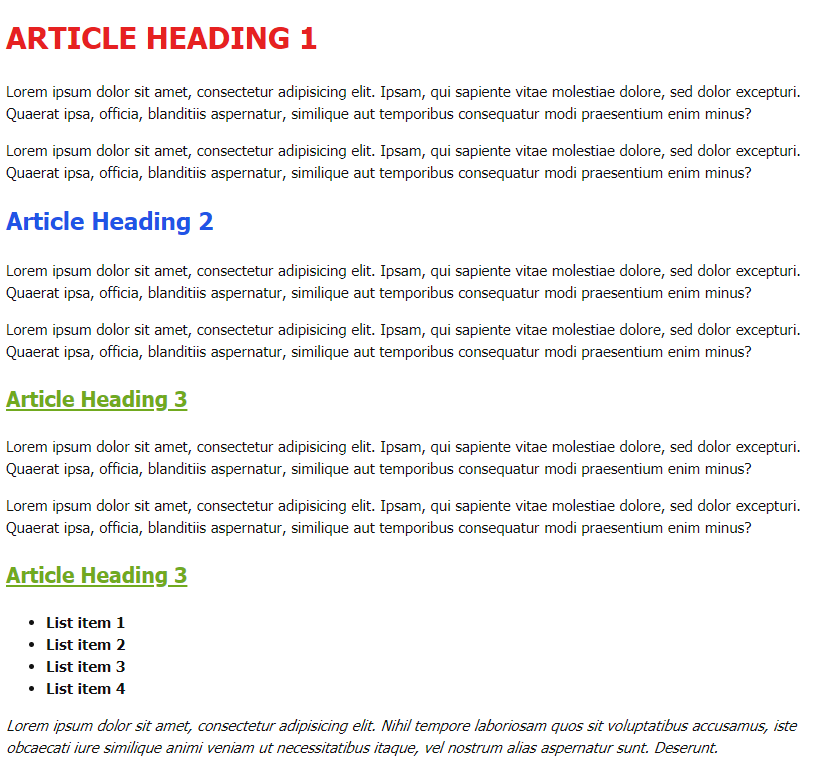 ARTICLE HEADING 1
Lorem ipsum dolor sit amet, consectetur adipisicing elit. Ipsam, qui sapiente vitae molestiae dolore, sed dolor excepturi.
Quaerat ipsa, officia, blanditiis aspernatur, similique aut temporibus consequatur modi praesentium enim minus?
Lorem ipsum dolor sit amet, consectetur adipisicing elit. Ipsam, qui sapiente vitae molestiae dolore, sed dolor excepturi.
Quaerat ipsa, officia, blanditiis aspernatur, similique aut temporibus consequatur modi praesentium enim minus?
Article Heading 2
Lorem ipsum dolor sit amet, consectetur adipisicing elit. Ipsam, qui sapiente vitae molestiae dolore, sed dolor excepturi.
Quaerat ipsa, officia, blanditiis aspernatur, similique aut temporibus consequatur modi praesentium enim minus?
Lorem ipsum dolor sit amet, consectetur adipisicing elit. Ipsam, qui sapiente vitae molestiae dolore, sed dolor excepturi.
Quaerat ipsa, officia, blanditiis aspernatur, similique aut temporibus consequatur modi praesentium enim minus?
Article Heading 3
Lorem ipsum dolor sit amet, consectetur adipisicing elit. Ipsam, qui sapiente vitae molestiae dolore, sed dolor excepturi.
Quaerat ipsa, officia, blanditiis aspernatur, similique aut temporibus consequatur modi praesentium enim minus?
Lorem ipsum dolor sit amet, consectetur adipisicing elit. Ipsam, qui sapiente vitae molestiae dolore, sed dolor excepturi.
Quaerat ipsa, officia, blanditiis aspernatur, similique aut temporibus consequatur modi praesentium enim minus?
Article Heading 3
• List item 1
• List item 2
• List item 3
• List item 4
Lorem ipsum dolor sit amet, consectetur adipisicing elit. Nihil tempore laboriosam quos sit voluptatibus accusamus, iste
obcaecati iure similique animi veniam ut necessitatibus itaque, vel nostrum alias aspernatur sunt. Deserunt.